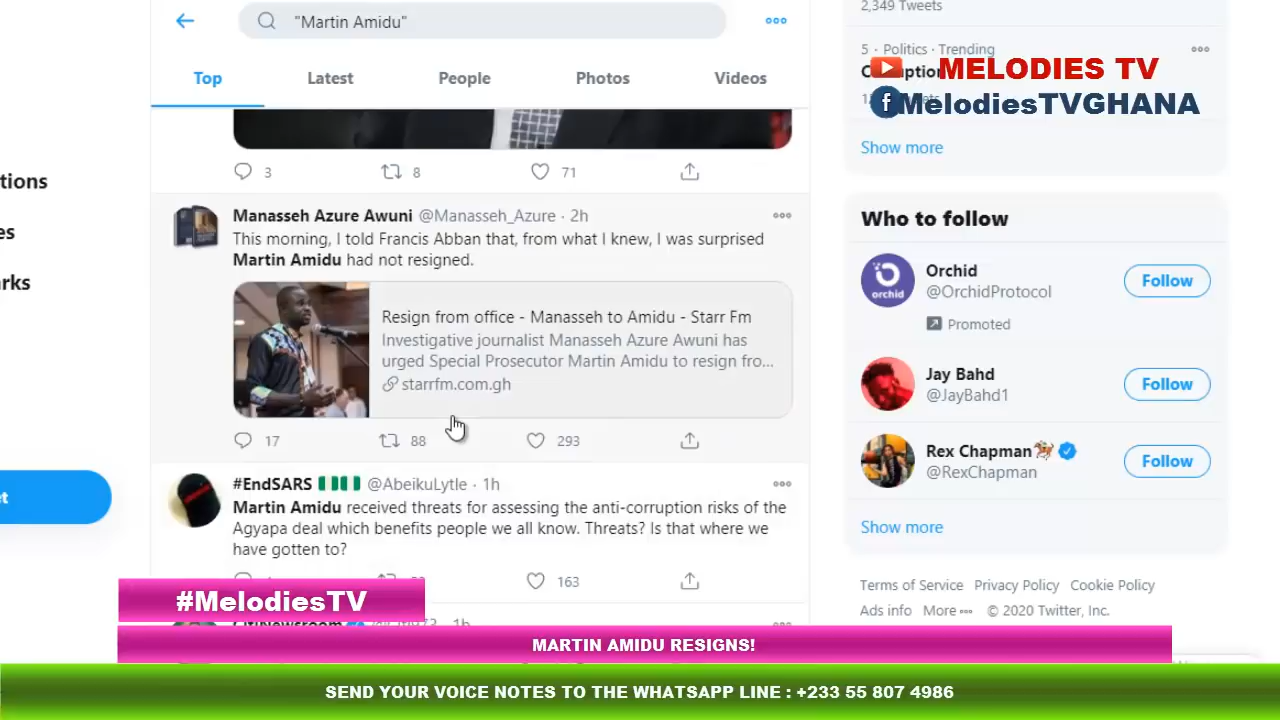 "Martin Amidu"
Top
Latest
People
Photos
Videos
3
8
71
Manasseh Azure Awuni @Manasseh_Azure · 2h
This morning, I told Francis Abban that, from what I knew, I was surprised
Martin Amidu had not resigned.
Resign from office - Manasseh to Amidu - Starr Fm
Investigative journalist Manasseh Azure Awuni has
urged Special Prosecutor Martin Amidu to resign fro...
starrfm.com.gh
17
88
293
#EndSARS @AbeikuLytle · 1h
Martin Amidu received threats for assessing the anti-corruption risks of the
Agyapa deal which benefits people we all know. Threats? Is that where we
have gotten to?
163
tions
es
rks
et
2,349 Tweets
5 · Politics · Trending
MELODIES TV
MelodiesTVGHANA
Show more
Who to follow
Orchid
@OrchidProtocol
Promoted
Follow
orchid
Jay Bahd
@JayBahd1
Follow
Rex Chapman
@RexChapman
Follow
Show more
Terms of Service Privacy Policy Cookie Policy
Ads info More ··· © 2020 Twitter, Inc.
#MelodiesTV
MARTIN AMIDU RESIGNS!
SEND YOUR VOICE NOTES TO THE WHATSAPP LINE : +233 55 807 4986